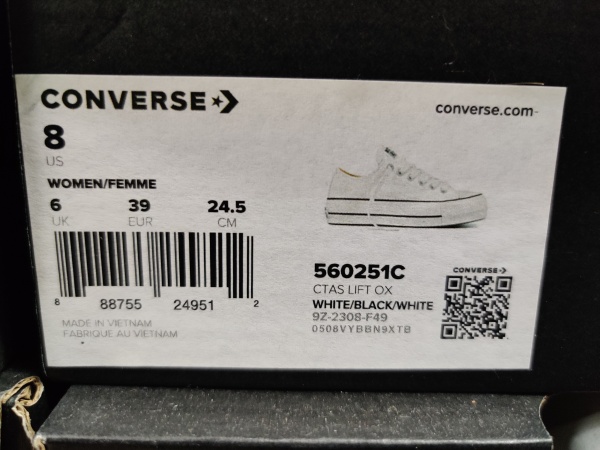 CONVERSE
converse.com
8
US
WOMEN/FEMME
6 39 24.5
UK EUR CM
8 88755 24951 2
MADE IN VIETNAM
FABRIQUÉ AU VIETNAM
560251C
CTAS LIFT OX
WHITE/BLACK/WHITE
9Z-2308-F49
0508VYBBN9XTB
CONVERSE